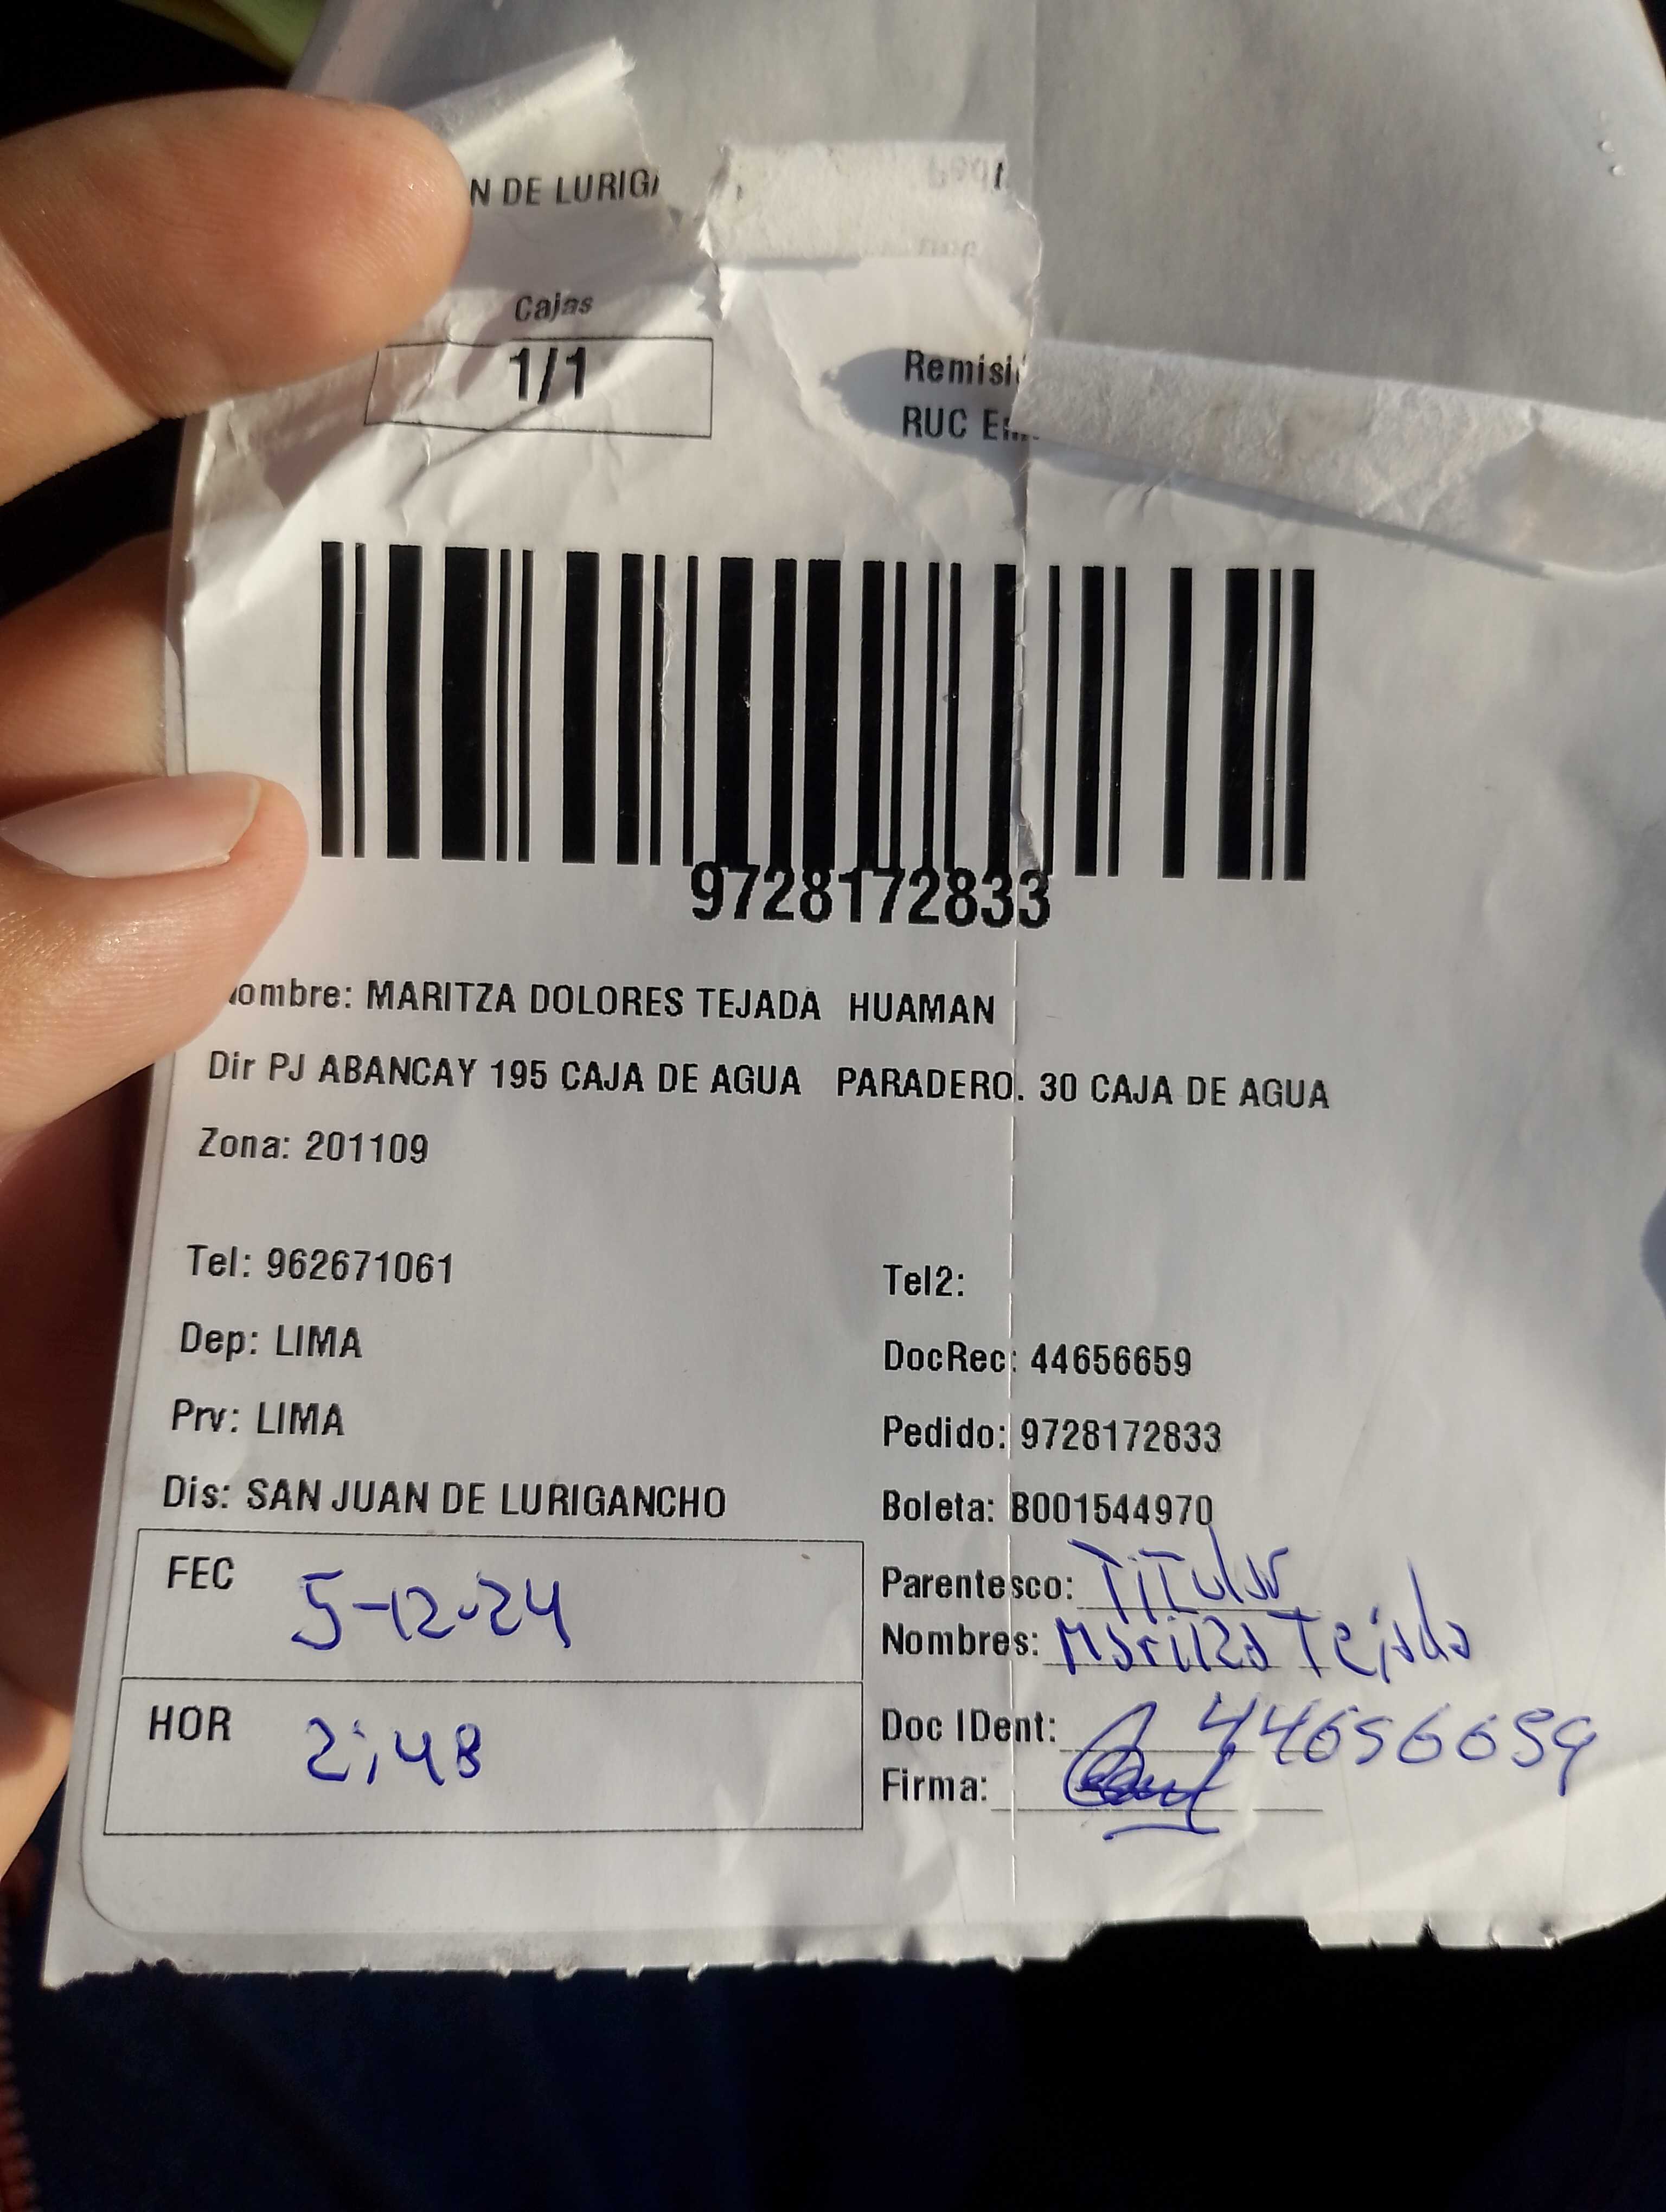 N DE LURIG
Cajas
1/1
Remisi
RUC Em
9728172833
ombre: MARITZA DOLORES TEJADA HUAMAN
Dir PJ ABANCAY 195 CAJA DE AGUA PARADERO. 30 CAJA DE AGUA
Zona: 201109
Tel: 962671061
Tel2:
Dep: LIMA
DocRec: 44656659
Prv: LIMA
Pedido: 9728172833
Dis: SAN JUAN DE LURIGANCHO
Boleta: B001544970
FEC 5-12-24
Parentesco: Titular
Nombres: Maritza Tejada
HOR 2:48
Doc IDent: 44656659
Firma: